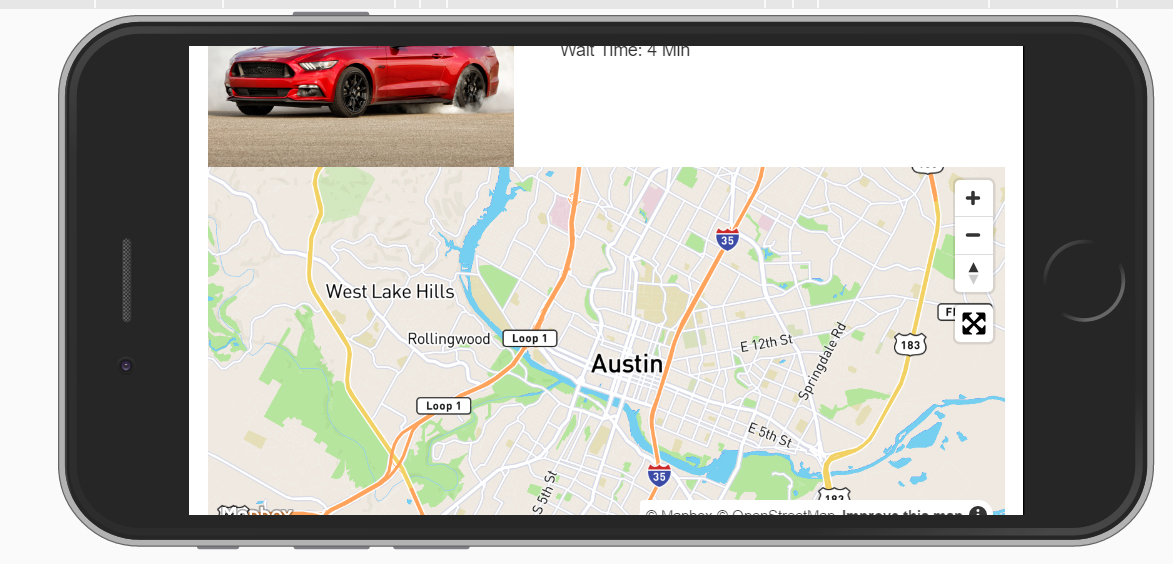 Wait Time: 4 Min
35
West Lake Hills
Rollingwood
Loop 1
E 12th St
Springdale Rd
183
Austin
Loop 1
E 5th St
35
S 5th St
183
Mapbox
© Mapbox © OpenStreetMap Improve this map